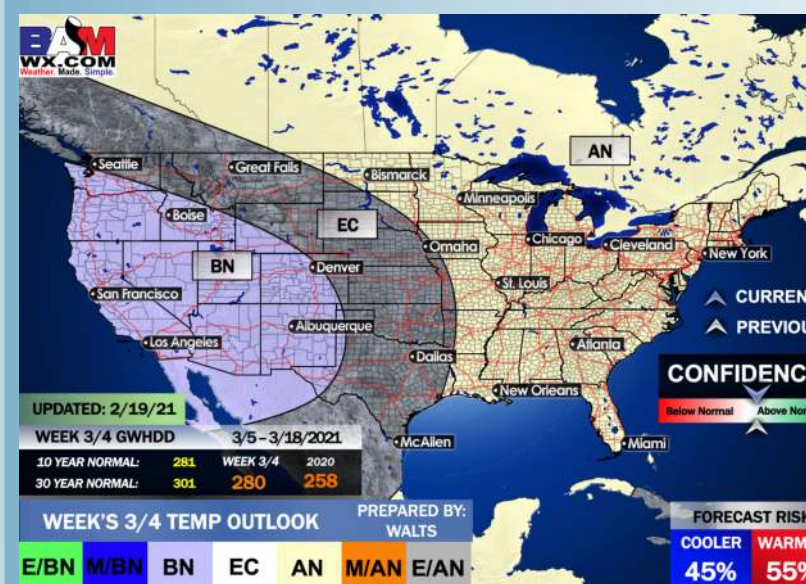 BAM
WX.COM
Weather. Made. Simple.
AN
Seattle
Great Falls
Bismarck
Minneapolis
Boise
EC
Omaha
Chicago
Cleveland
New York
BN
Denver
San Francisco
St. Louis
CURREN
PREVIOU
Albuquerque
Los Angeles
Atlanta
Dallas
CONFIDENC
New Orleans
Below Normal
Above Nor
UPDATED: 2/19/21
WEEK 3/4 GWHDD 3/5 – 3/18/2021
McAllen
Miami
10 YEAR NORMAL: 281 WEEK 3/4 2020
30 YEAR NORMAL: 301 280 258
WEEK'S 3/4 TEMP OUTLOOK
PREPARED BY:
WALTS
FORECAST RISK
COOLER WARM
45% 55%
E/BN M/BN BN EC AN M/AN E/AN